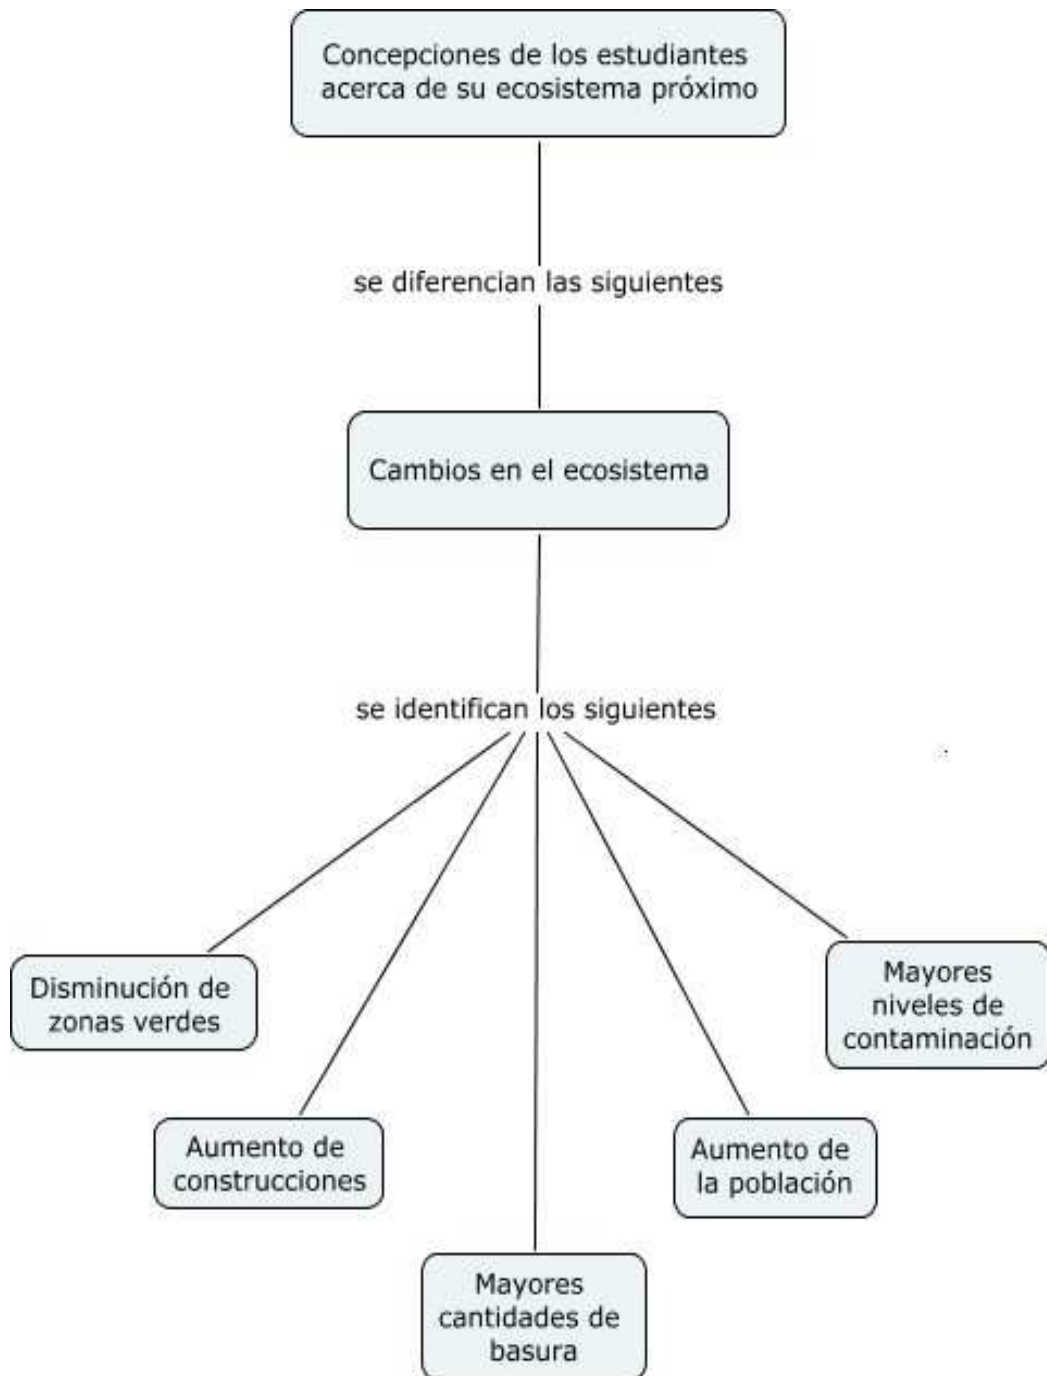 Concepciones de los estudiantes
acerca de su ecosistema próximo
se diferencian las siguientes
Cambios en el ecosistema
se identifican los siguientes
Disminución de
zonas verdes
Aumento de
construcciones
Mayores
cantidades de
basura
Aumento de
la población
Mayores
niveles de
contaminación